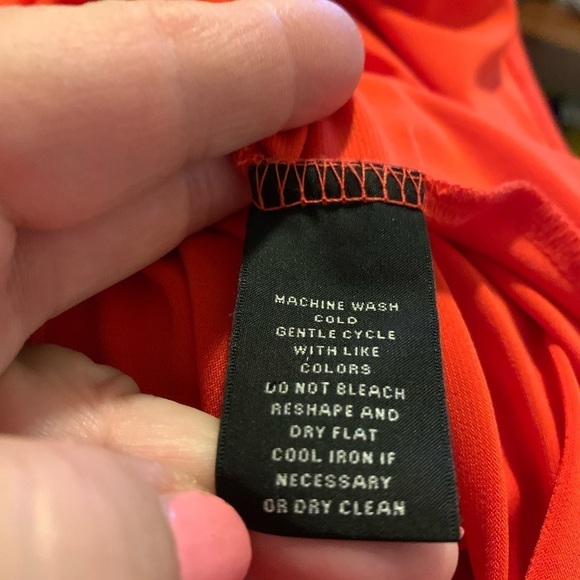 MACHINE WASH
COLD
GENTLE CYCLE
WITH LIKE
COLORS
DO NOT BLEACH
RESHAPE AND
DRY FLAT
COOL IRON IF
NECESSARY
OR DRY CLEAN